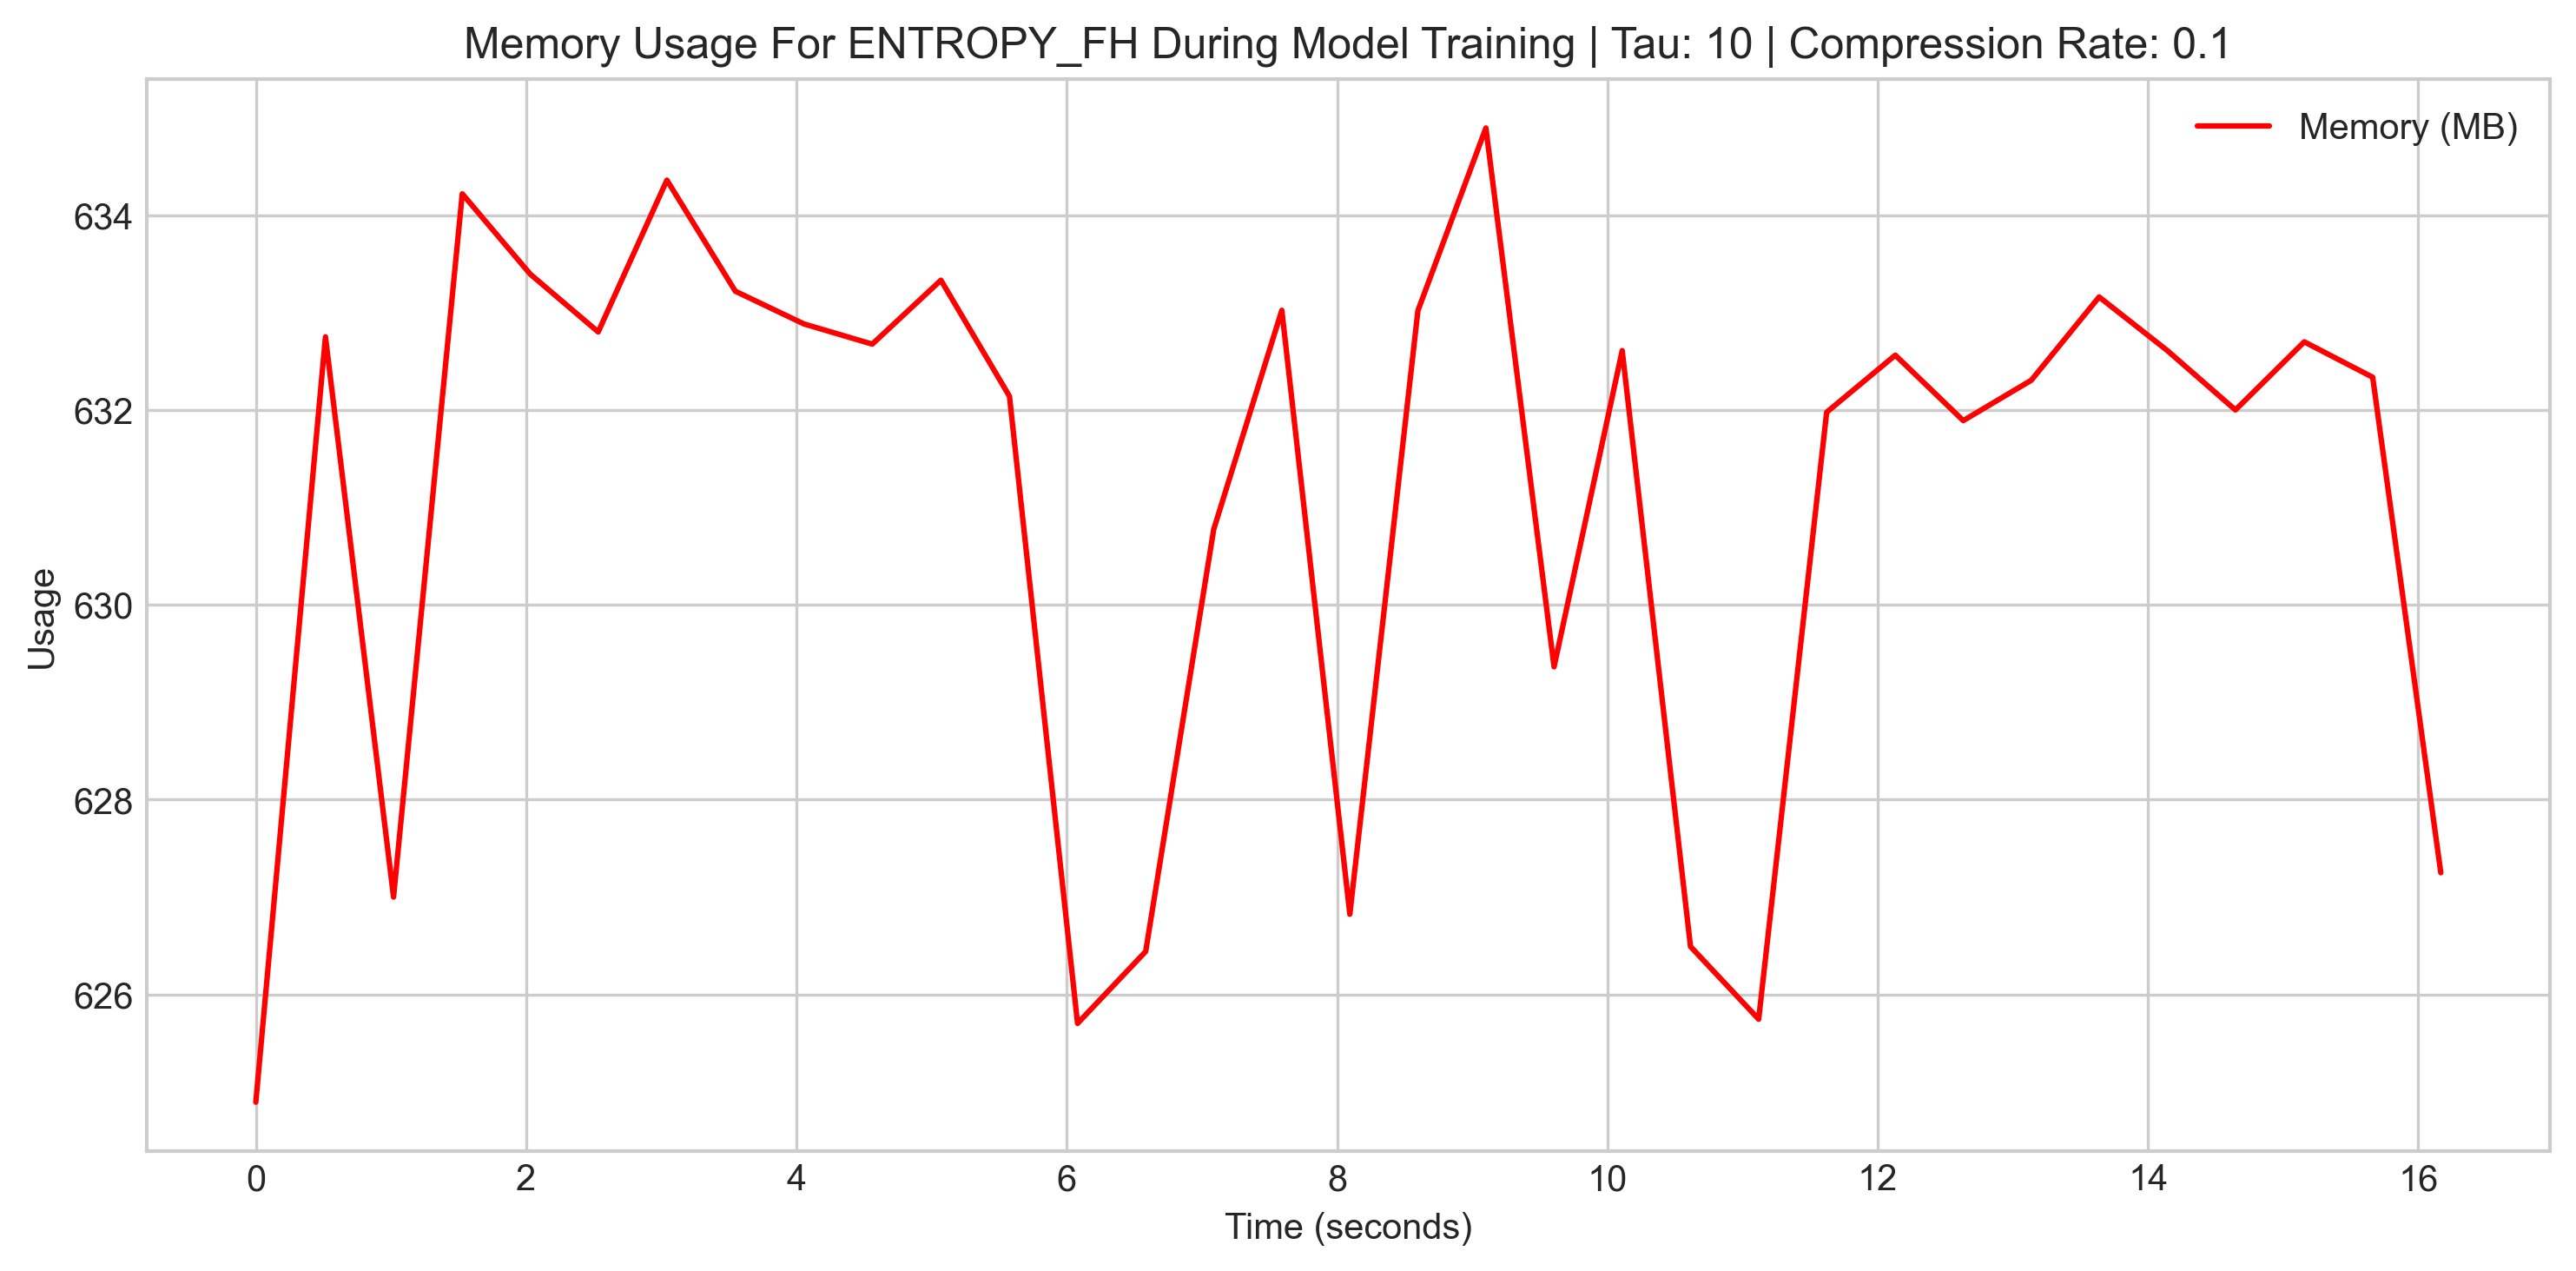 Memory Usage For ENTROPY_FH During Model Training | Tau: 10 | Compression Rate: 0.1
Memory (MB)
634
632
630
628
626
Usage
0 2 4 6 8 10 12 14 16
Time (seconds)